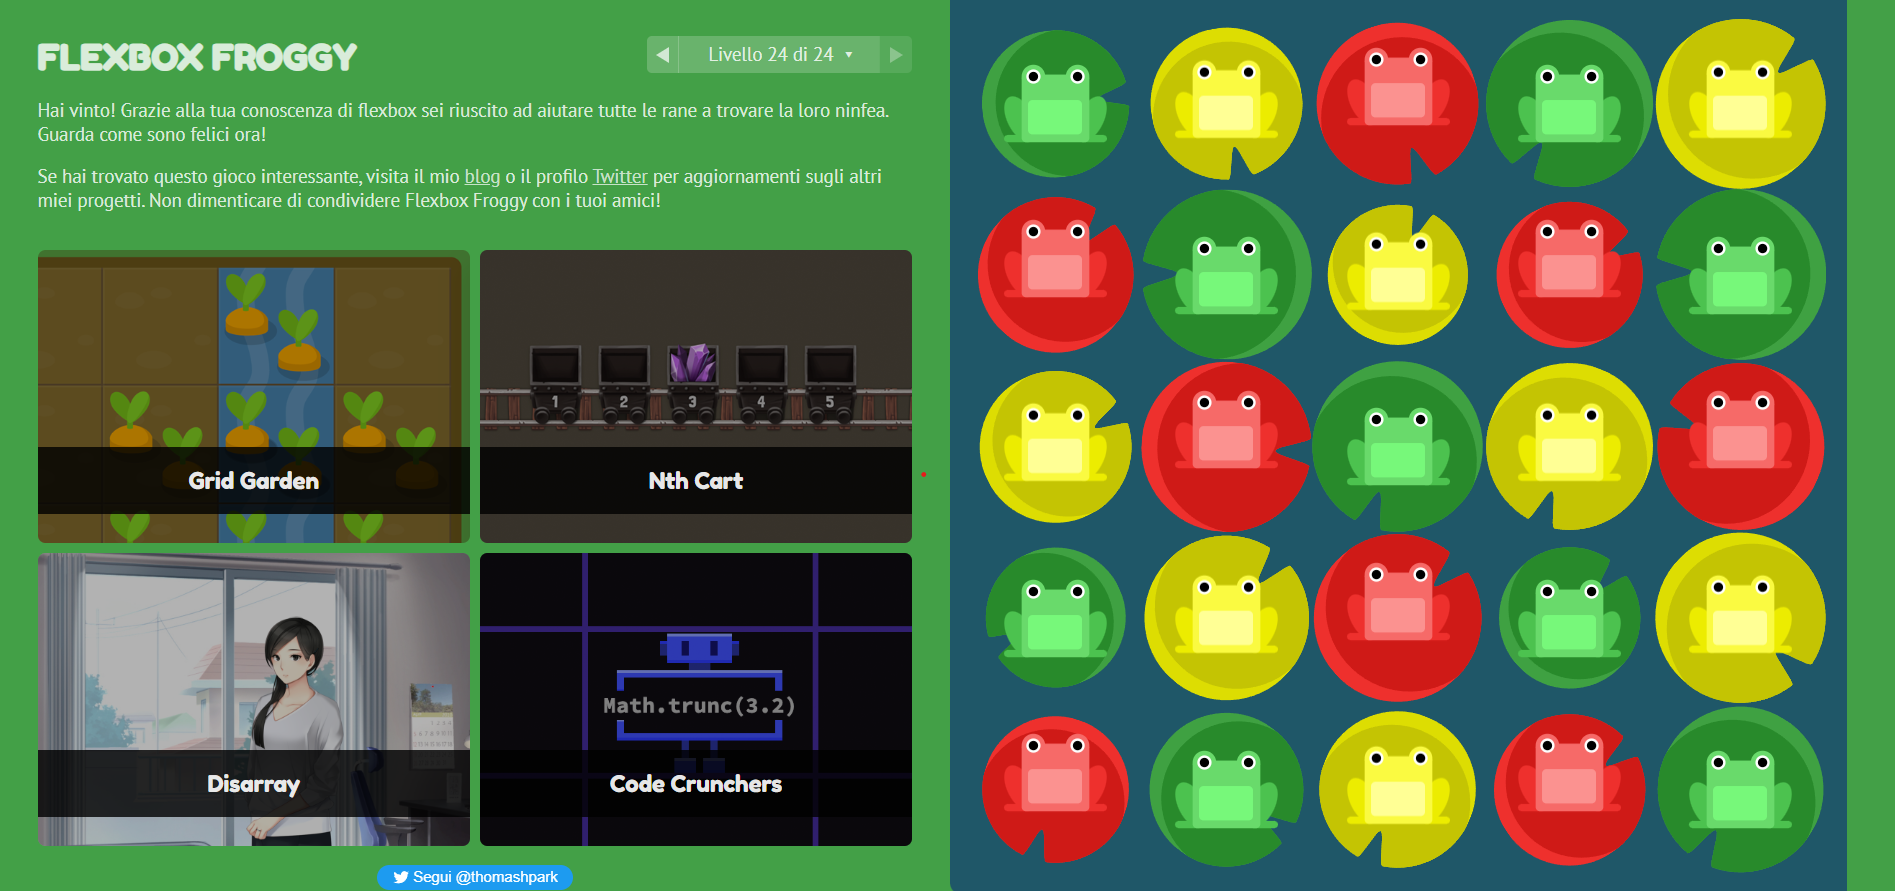 FLEXBOX FROGGY
Livello 24 di 24
Hai vinto! Grazie alla tua conoscenza di flexbox sei riuscito ad aiutare tutte le rane a trovare la loro ninfea.
Guarda come sono felici ora!
Se hai trovato questo gioco interessante, visita il mio blog o il profilo Twitter per aggiornamenti sugli altri
miei progetti. Non dimenticare di condividere Flexbox Froggy con i tuoi amici!
Grid Garden
1 2 3 4 5
Nth Cart
Disarray
Math.trunc(3.2)
Code Crunchers
Segui @thomashpark